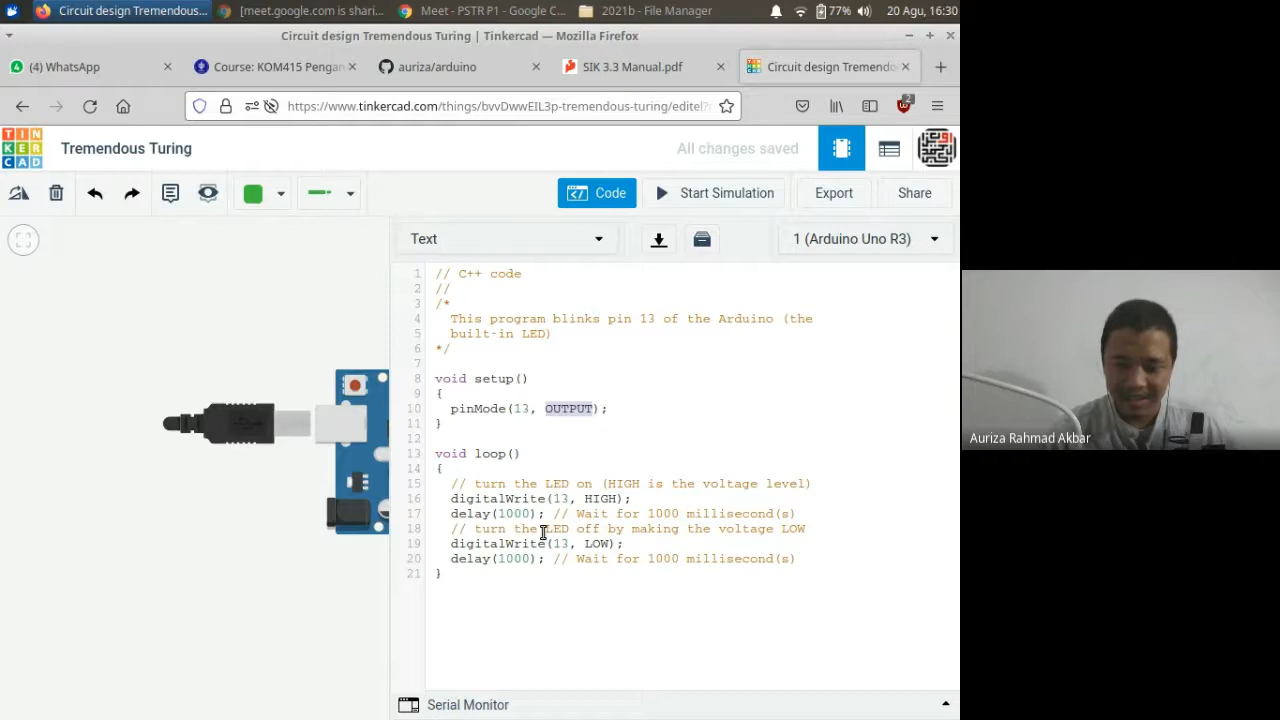 Circuit design Tremendous...
[meet.google.com is shari...
Meet - PSTR P1 - Google C...
2021b - File Manager
77%
20 Agu, 16:30
Circuit design Tremendous Turing | Tinkercad — Mozilla Firefox
(4) WhatsApp
Course: KOM415 Pengan
auriza/arduino
SIK 3.3 Manual.pdf
Circuit design Tremendo
https://www.tinkercad.com/things/bvvDwwEIL3p-tremendous-turing/editel?
2
TIN
KER
CAD
Tremendous Turing
All changes saved
Code
Start Simulation
Export
Share
Text
1 (Arduino Uno R3)
1 // C++ code
2 //
3 /*
4 This program blinks pin 13 of the Arduino (the
5 built-in LED)
6 */
7
8 void setup()
9 {
10 pinMode(13, OUTPUT);
11 }
12
13 void loop()
14 {
15 // turn the LED on (HIGH is the voltage level)
16 digitalWrite(13, HIGH);
17 delay(1000); // Wait for 1000 millisecond(s)
18 // turn the LED off by making the voltage LOW
19 digitalWrite(13, LOW);
20 delay(1000); // Wait for 1000 millisecond(s)
21 }
Serial Monitor
Auriza Rahmad Akbar